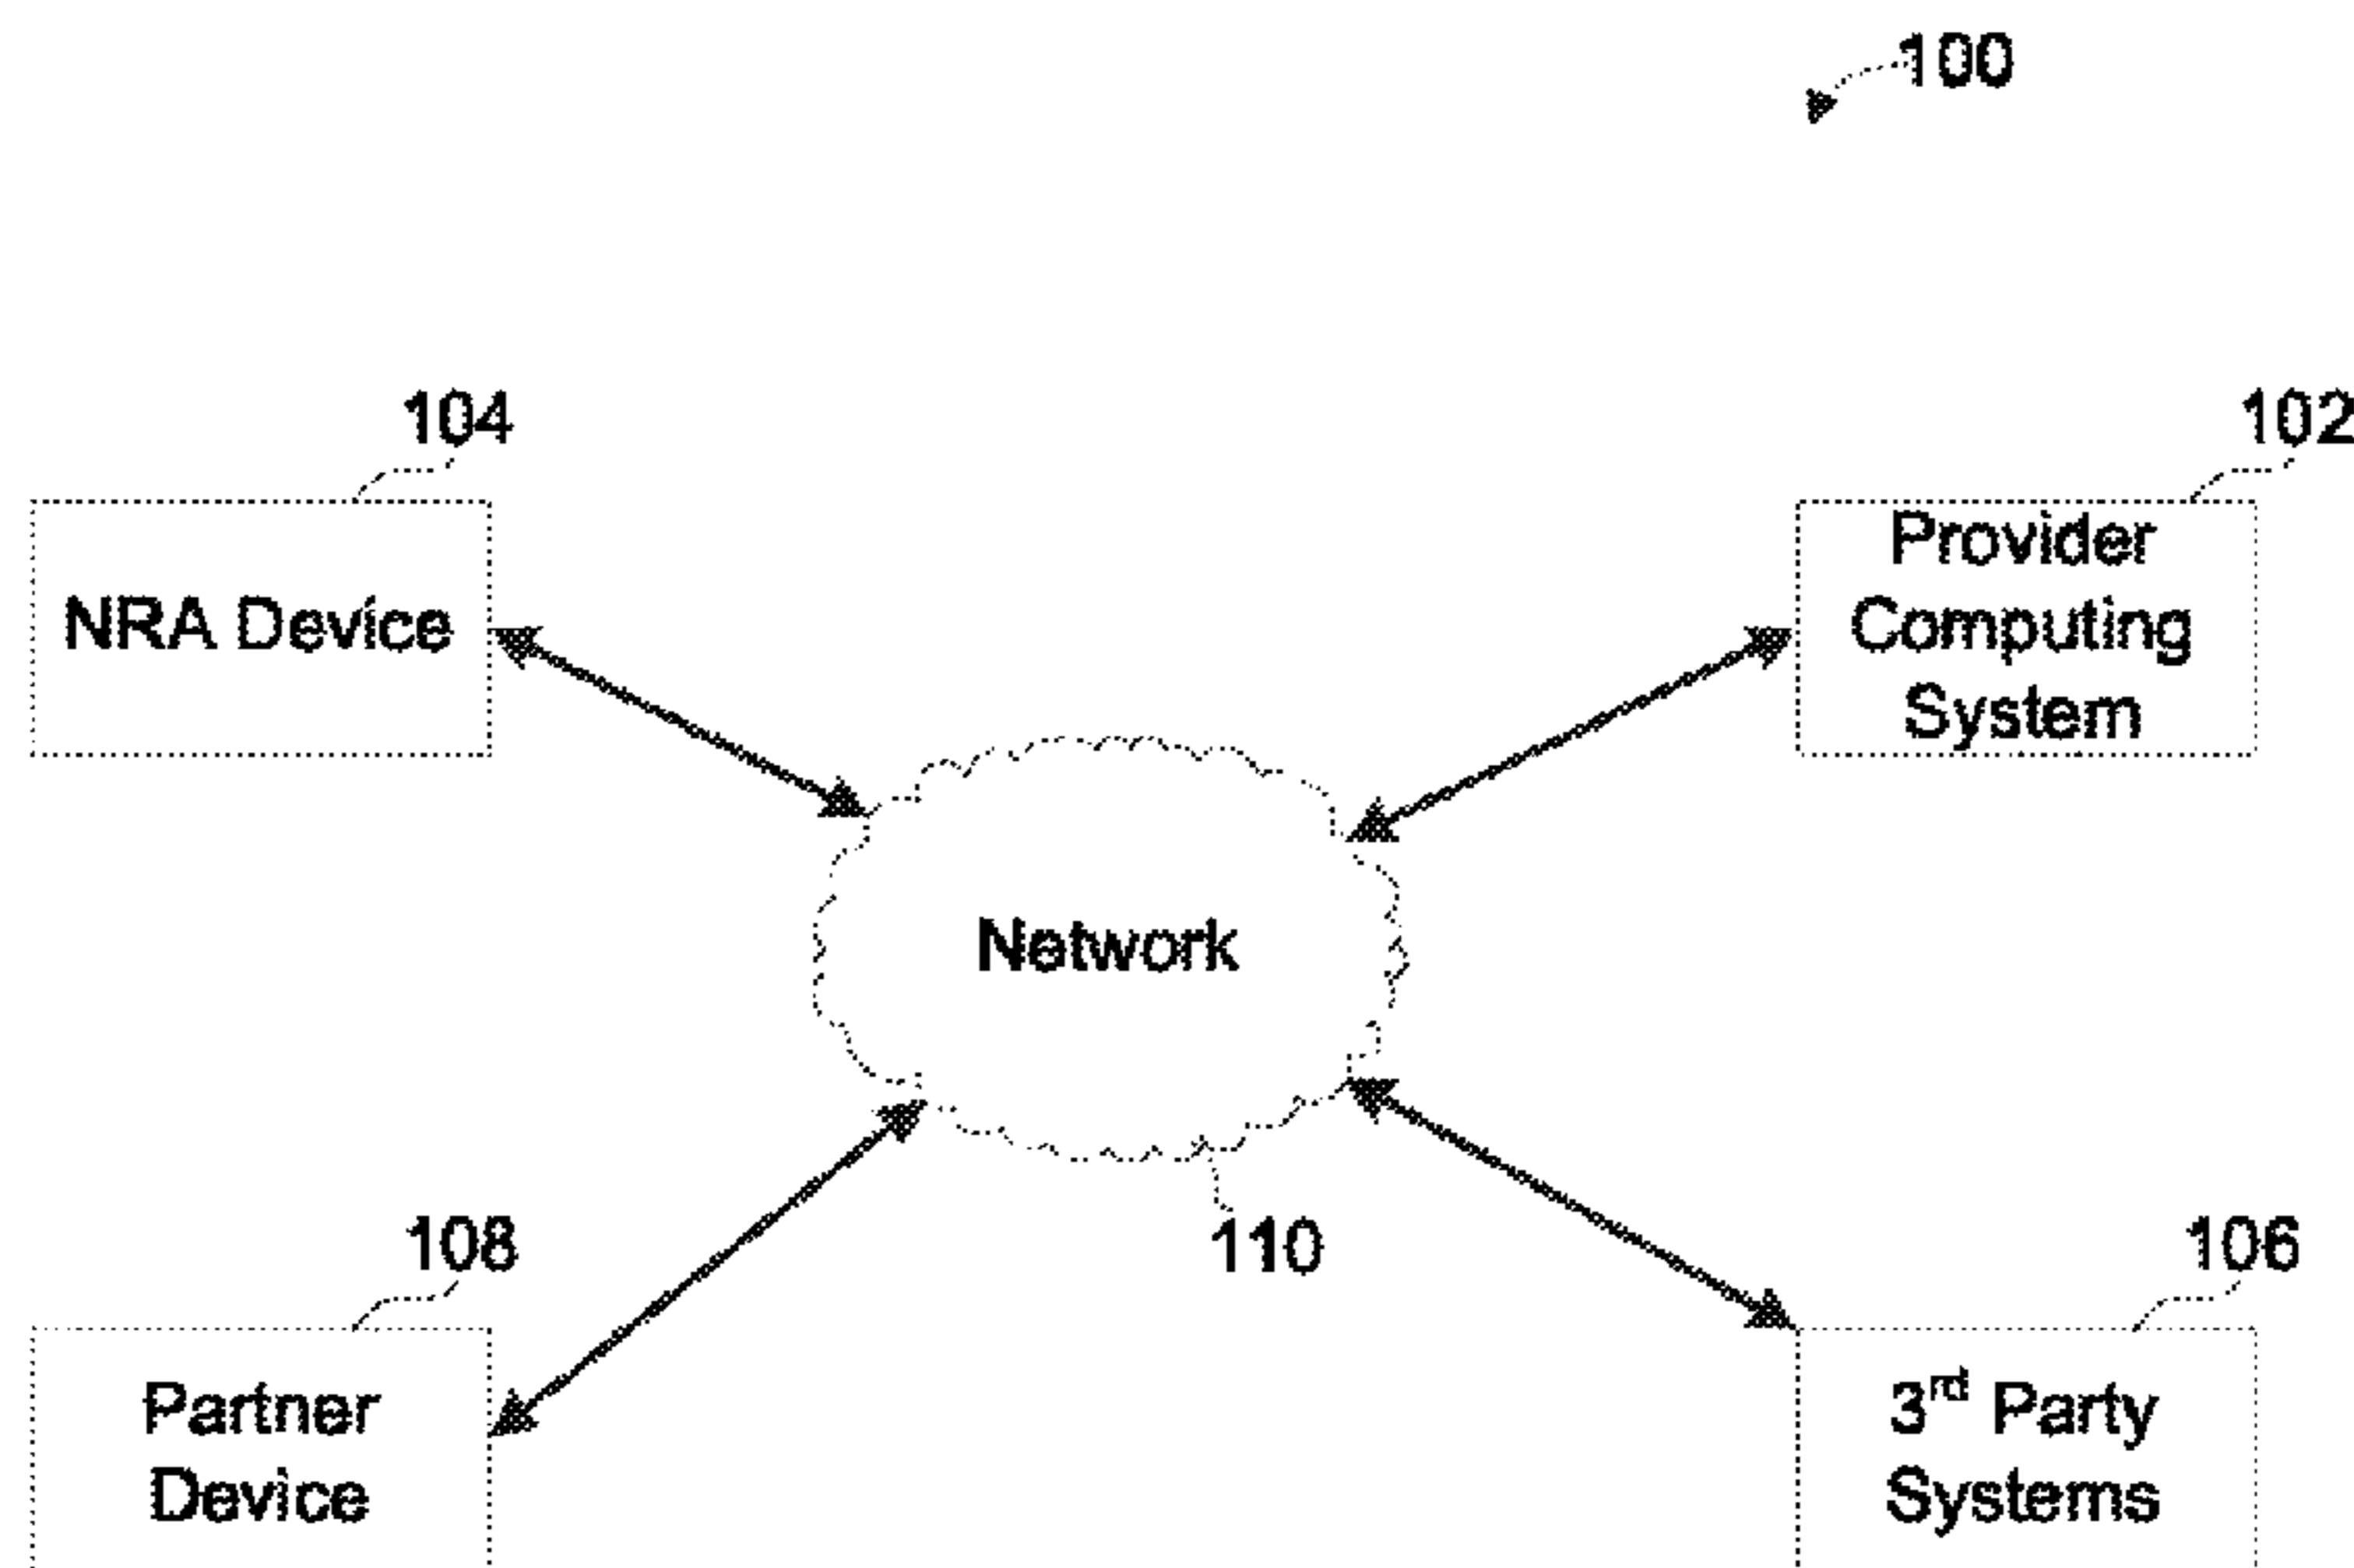 100
104
102
NRA Device
Provider
Computing
System
Network
108
110
106
Partner
Device
3rd Party
Systems